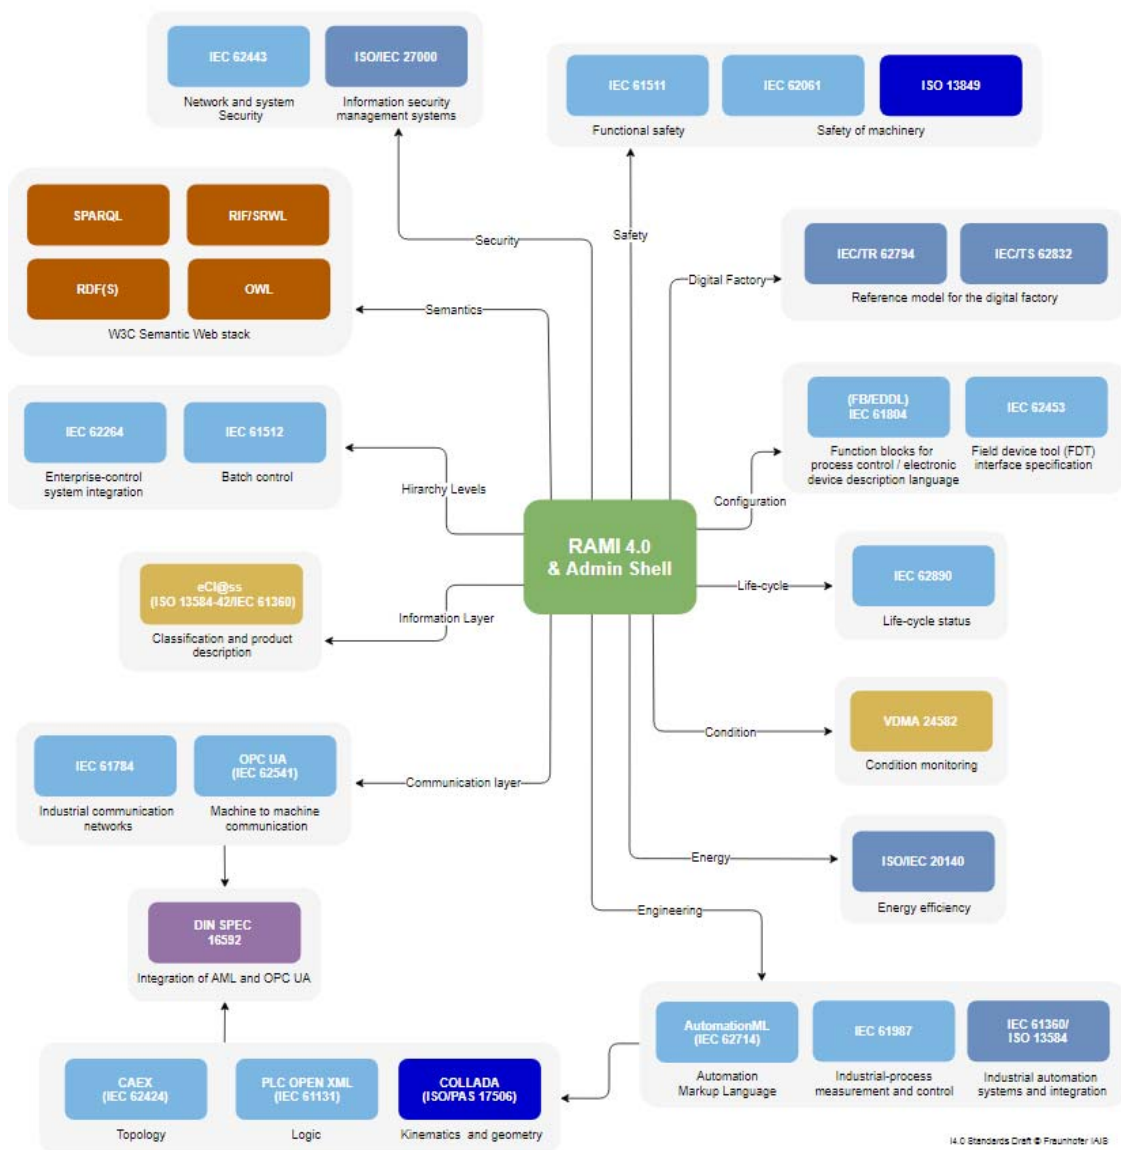 IEC 62443
ISO/IEC 27000
Network and system
Security
Information security
management systems
IEC 61511
IEC 62061
ISO 13849
Functional safety
Safety of machinery
SPARQL
RIF/SRWL
RDF(S)
OWL
W3C Semantic Web stack
Security
Safety
Semantics
Digital Factory
IEC/TR 62794
IEC/TS 62832
Reference model for the digital factory
IEC 62264
IEC 61512
Enterprise-control
system integration
Batch control
Hirarchy Levels
(FB/EDDL)
IEC 61804
IEC 62453
Function blocks for
process control / electronic
device description language
Field device tool (FDT)
interface specification
Configuration
RAMI 4.0
& Admin Shell
eCl@ss
(ISO 13584-42/IEC 61360)
Classification and product
description
Information Layer
Life-cycle
IEC 62890
Life-cycle status
Condition
VDMA 24582
Condition monitoring
IEC 61784
OPC UA
(IEC 62541)
Industrial communication
networks
Machine to machine
communication
Communication layer
Energy
ISO/IEC 20140
Energy efficiency
Engineering
DIN SPEC
16592
Integration of AML and OPC UA
AutomationML
(IEC 62714)
IEC 61987
IEC 61360/
ISO 13584
Automation
Markup Language
Industrial-process
measurement and control
Industrial automation
systems and integration
CAEX
(IEC 62424)
PLC OPEN XML
(IEC 61131)
COLLADA
(ISO/PAS 17506)
Topology
Logic
Kinematics and geometry
I4.0 Standards Draft © Fraunhofer IAIS